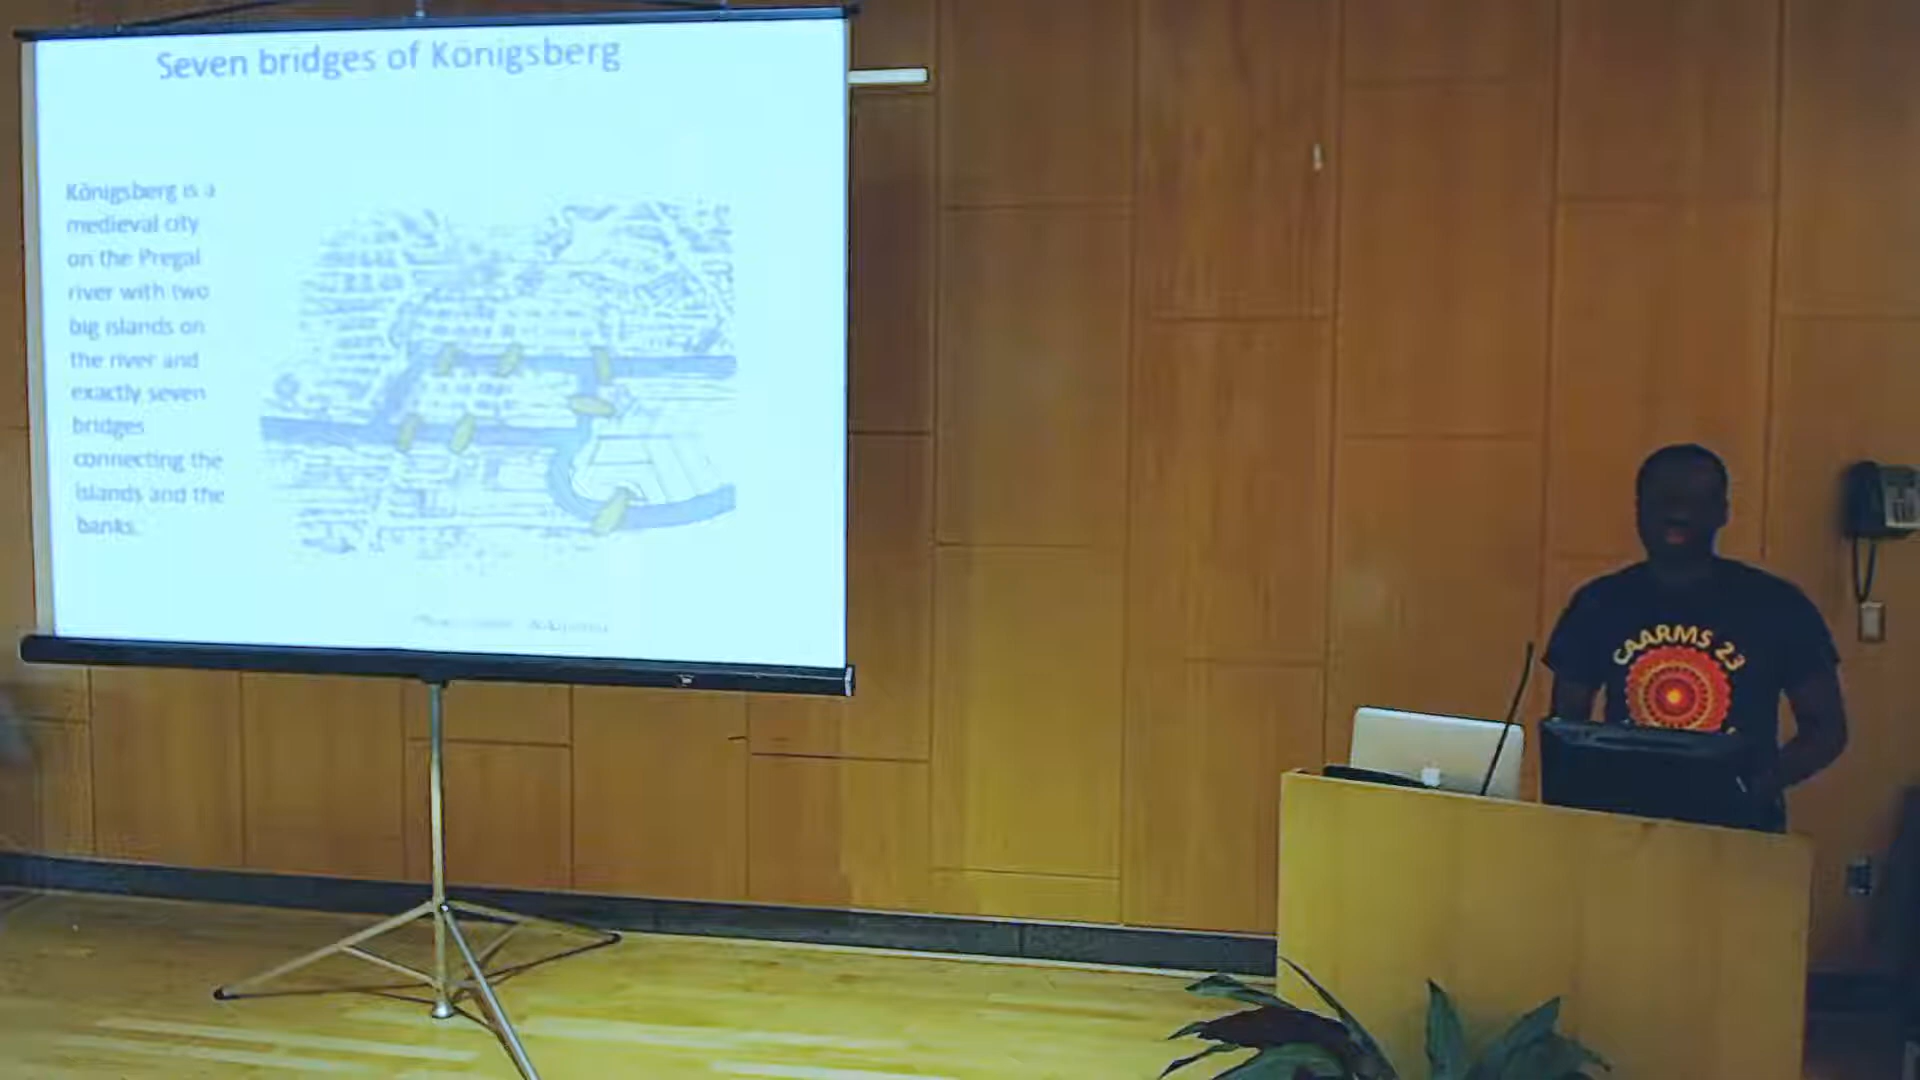 Seven bridges of Königsberg
Königsberg is a
medieval city
on the Pregal
river with two
big islands on
the river and
exactly seven
bridges
connecting the
islands and the
banks.
CAARMS 23